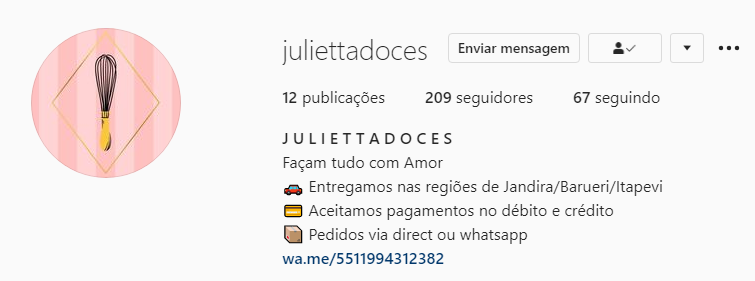 juliettadoces Enviar mensagem
12 publicações 209 seguidores 67 seguindo
J U L I E T T A D O C E S
Façam tudo com Amor
🚗 Entregamos nas regiões de Jandira/Barueri/Itapevi
💳 Aceitamos pagamentos no débito e crédito
📦 Pedidos via direct ou whatsapp
wa.me/5511994312382